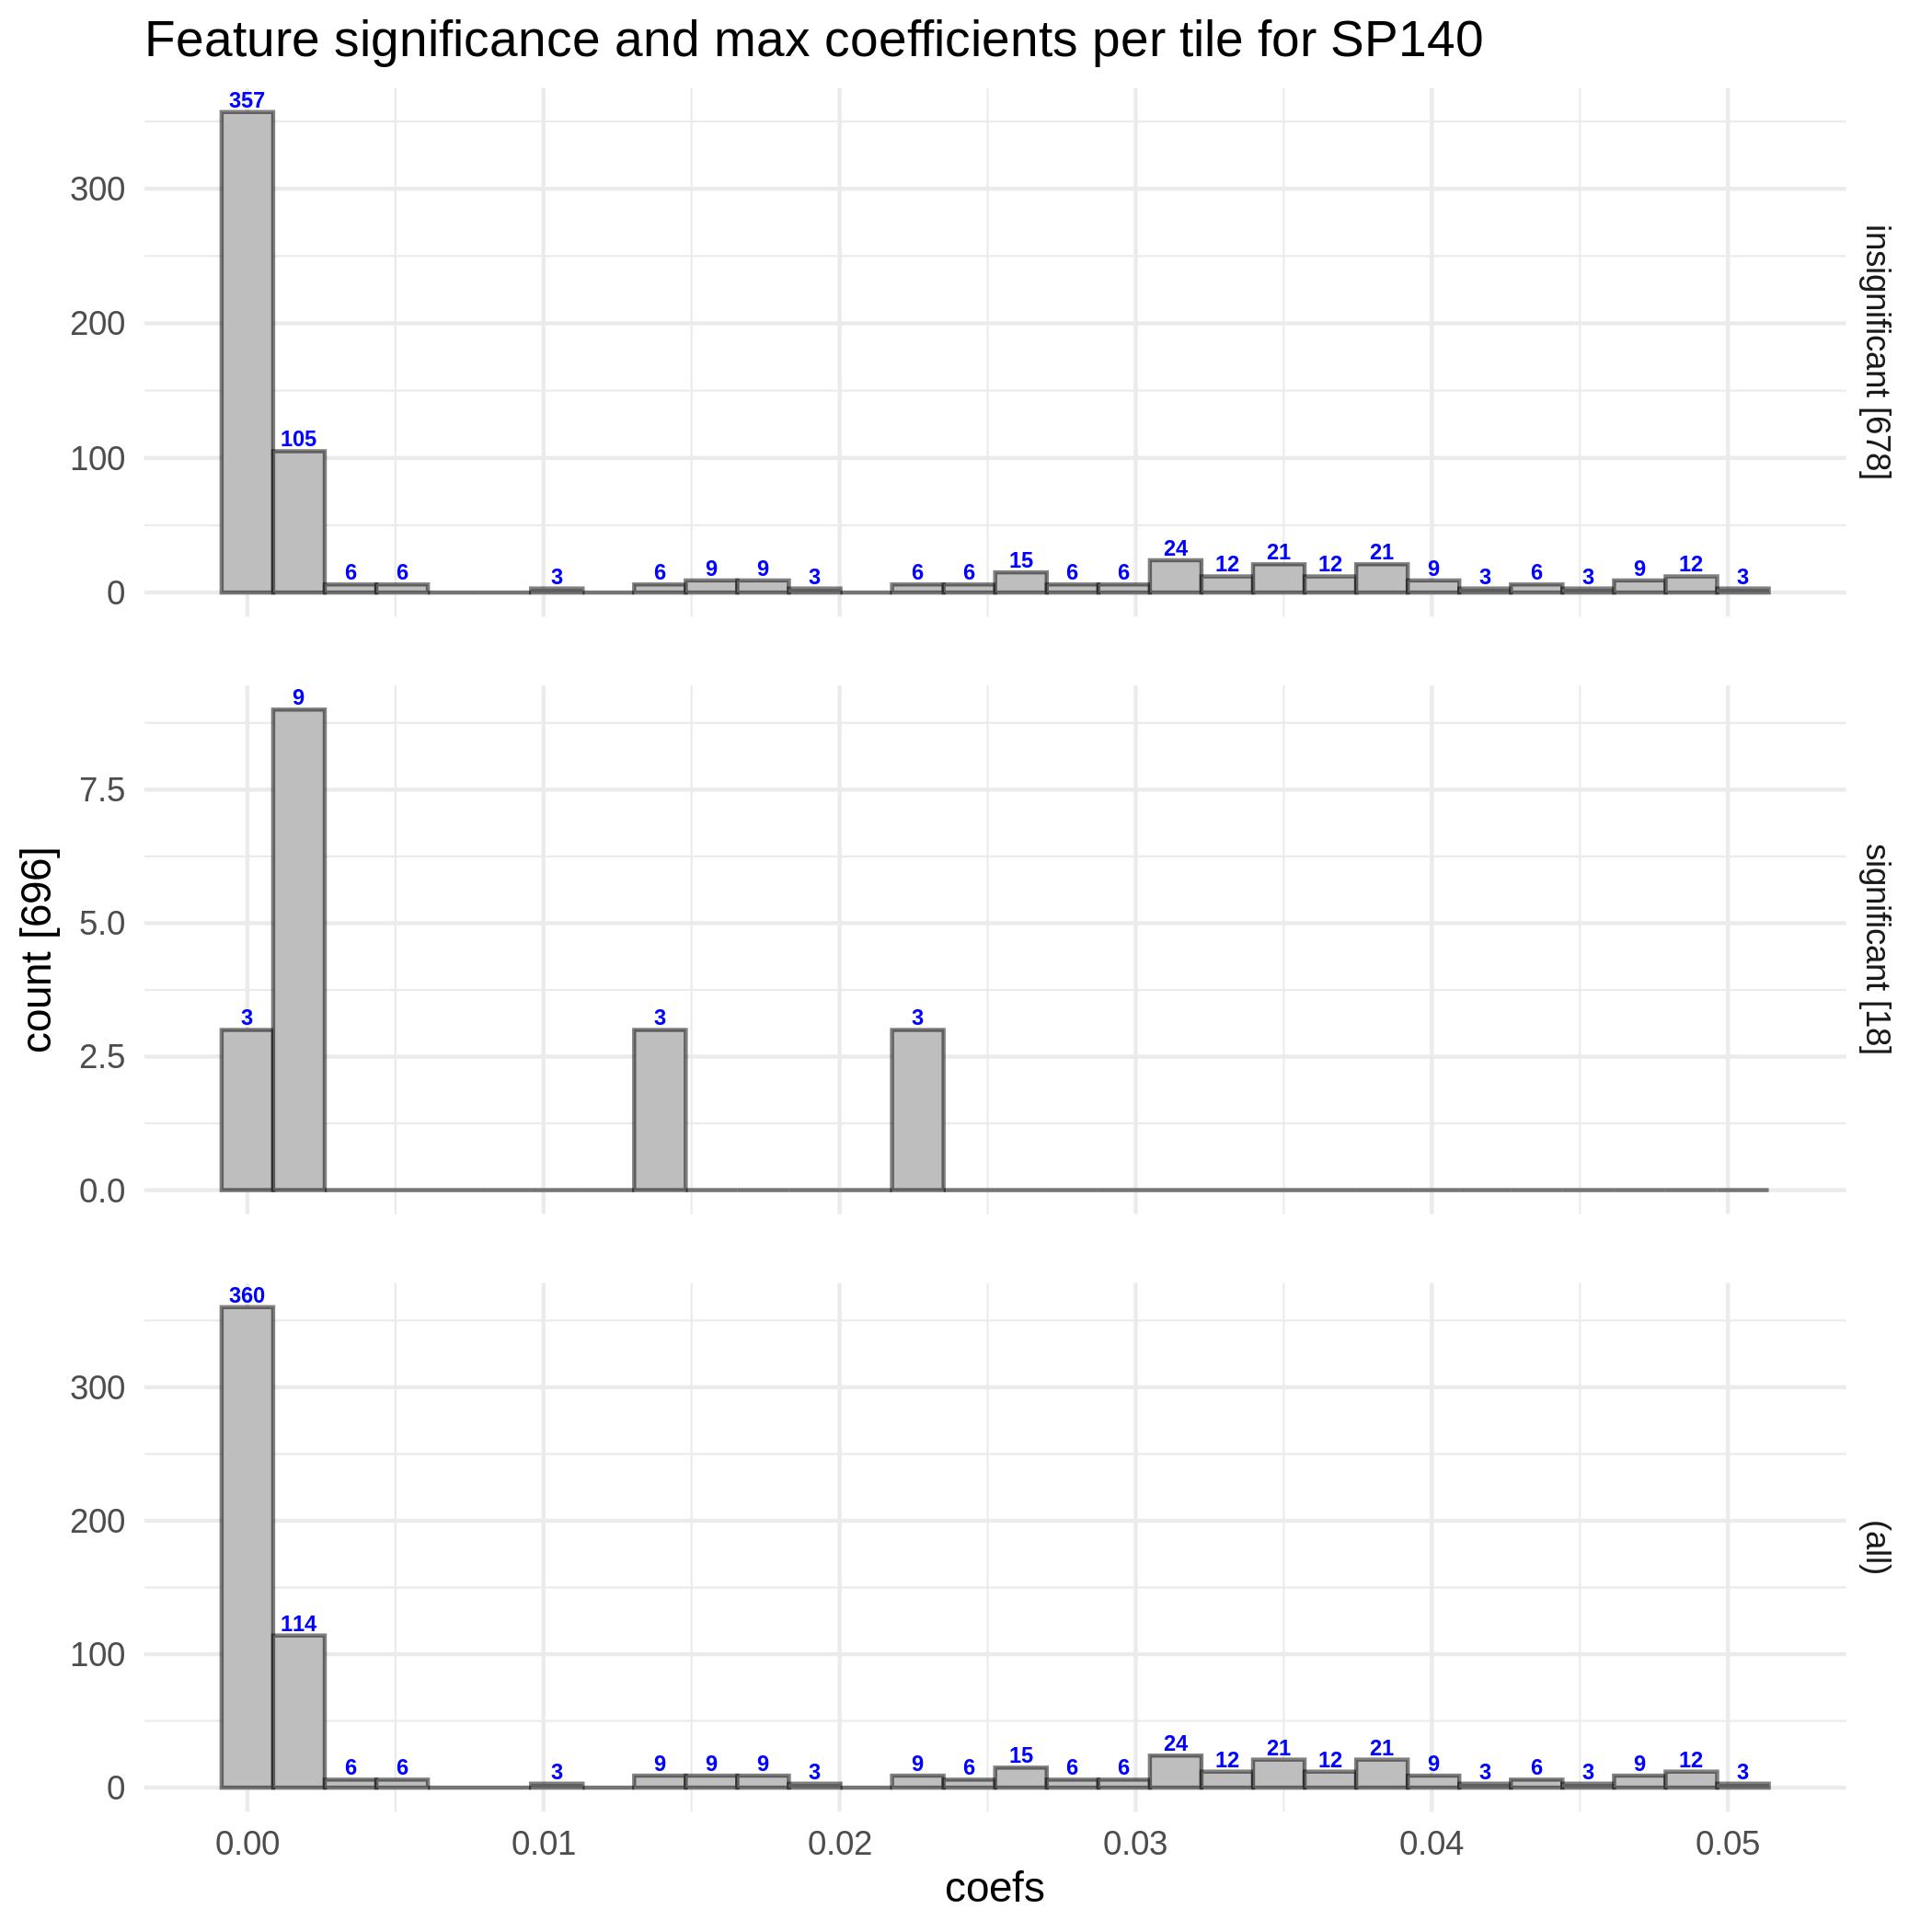 Feature significance and max coefficients per tile for SP140
357
105
6 6 3 6 9 9 3 6 6 15 6 6 24 12 21 12 21 9 3 6 3 9 12 3
300
200
100
0
insignificant [678]
9
3 3 3
7.5
5.0
2.5
0.0
significant [18]
count [696]
360
114
6 6 3 9 9 9 3 9 6 15 6 6 24 12 21 12 21 9 3 6 3 9 12 3
300
200
100
0
(all)
0.00 0.01 0.02 0.03 0.04 0.05
coefs